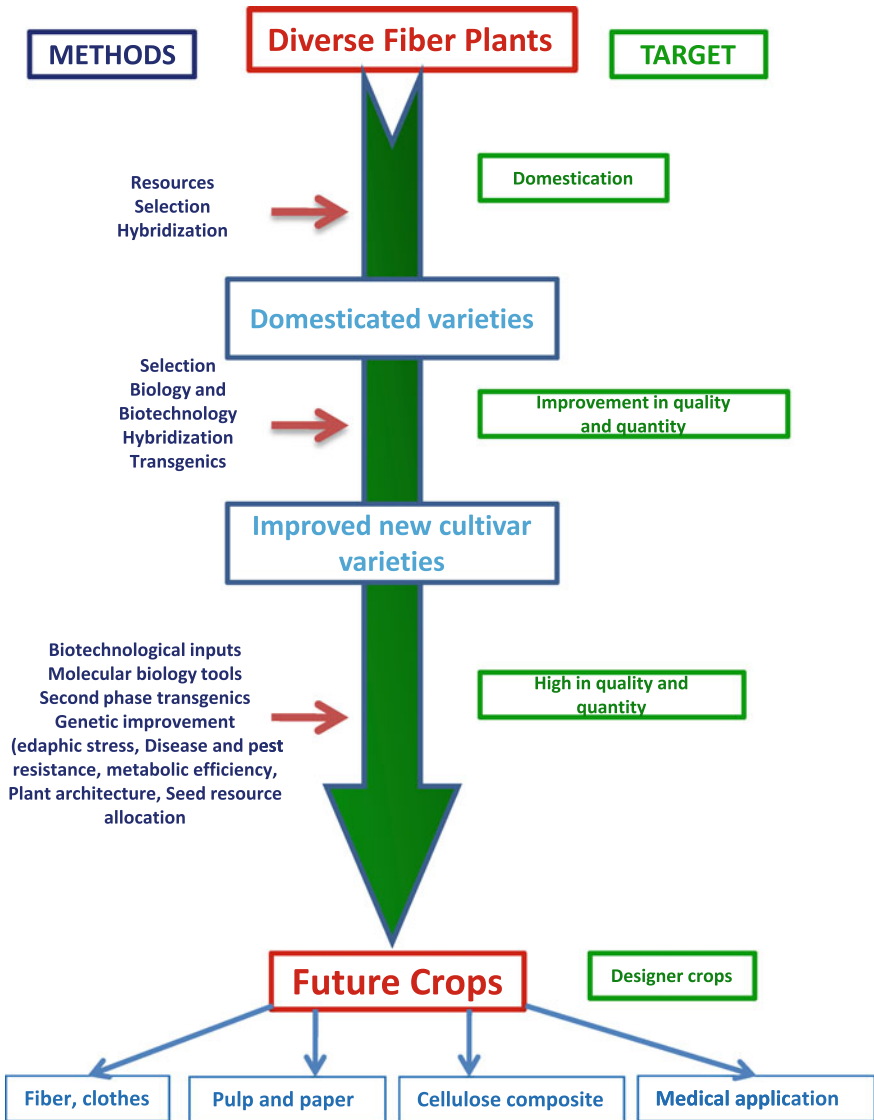 METHODS
Diverse Fiber Plants
TARGET
Resources
Selection
Hybridization
Domestication
Domesticated varieties
Selection
Biology and
Biotechnology
Hybridization
Transgenics
Improvement in quality
and quantity
Improved new cultivar
varieties
Biotechnological inputs
Molecular biology tools
Second phase transgenics
Genetic improvement
(edaphic stress, Disease and pest
resistance, metabolic efficiency,
Plant architecture, Seed resource
allocation
High in quality and
quantity
Future Crops
Designer crops
Fiber, clothes
Pulp and paper
Cellulose composite
Medical application